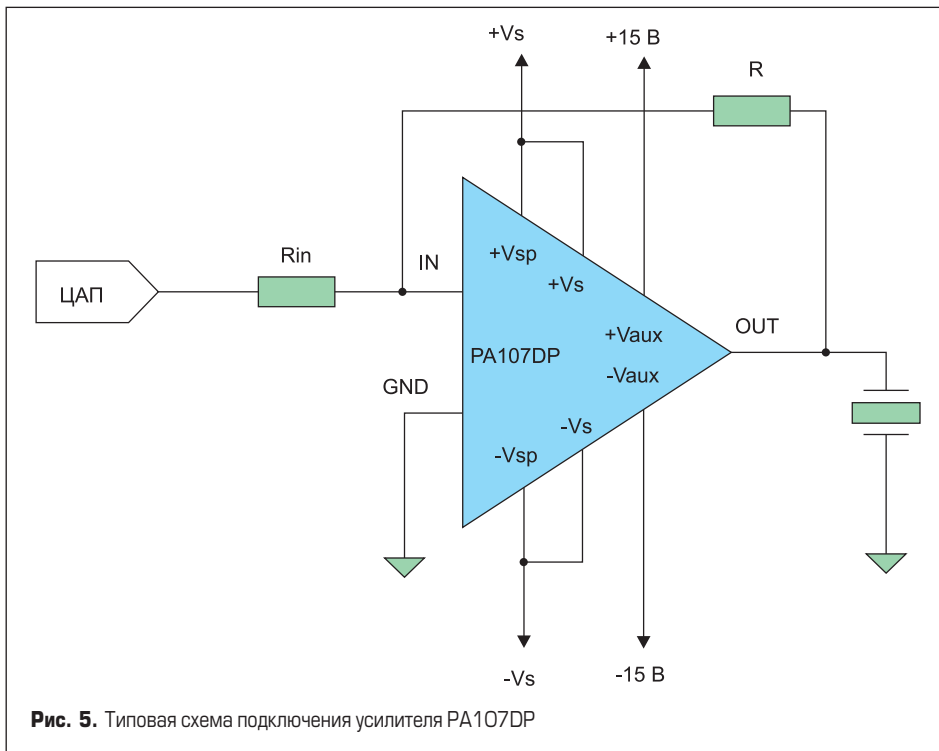 +Vs
+15 В
R
Rin
IN
+Vsp
+Vs
ЦАП
+Vaux
OUT
PA107DP
-Vaux
GND
-Vs
-Vsp
-Vs
-15 В
Рис. 5. Типовая схема подключения усилителя PA107DP